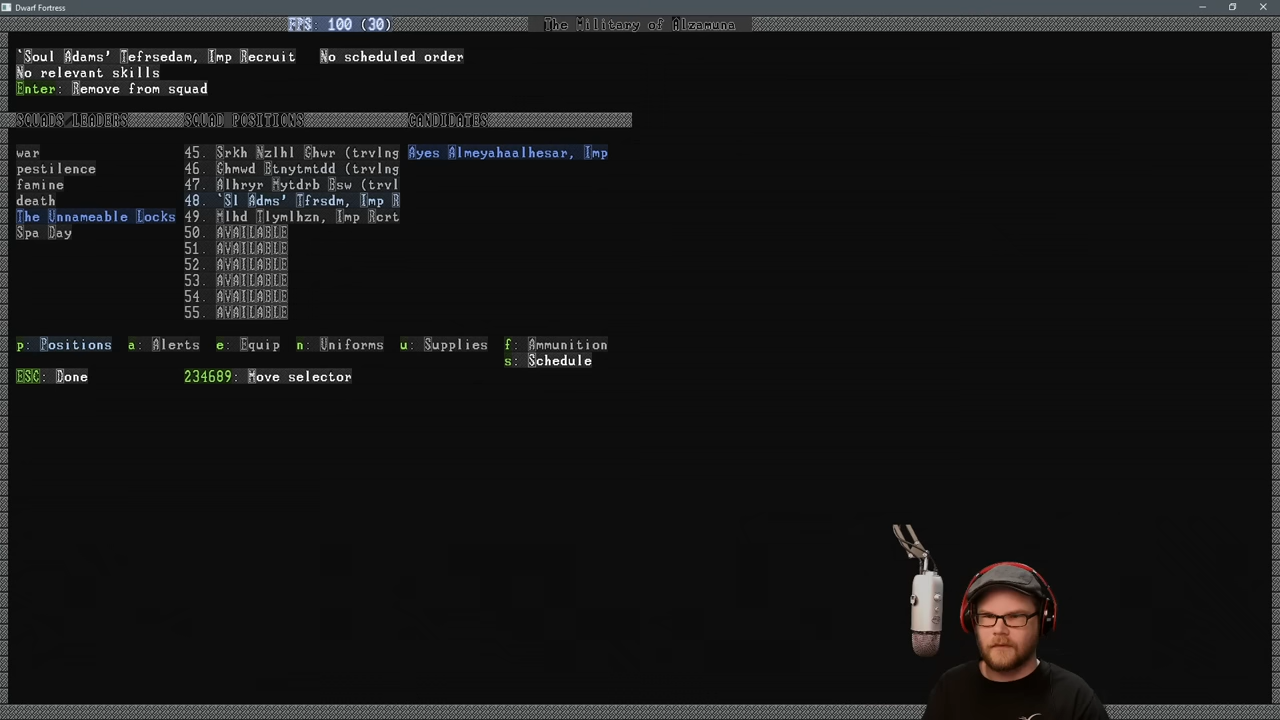 Dwarf Fortress
FPS: 100 (30) The Military of Alzamuna
`Soul Adams' Tefrsedam, Imp Recruit No scheduled order
No relevant skills
Enter: Remove from squad
SQUADS/LEADERS SQUAD POSITIONS CANDIDATES
war 45. Srkh Nzlhl Ghwr (trvlng Ayes Almeyahaalhesar, Imp
pestilence 46. Ghmwd Btnytmtdd (trvlng
famine 47. Alhryr Mytdrb Bsw (trvl
death 48. `Sl Adms' Tfrsdm, Imp R
The Unnameable Locks 49. Mlhd Tlymlhzn, Imp Rcrt
Spa Day 50. AVAILABLE
51. AVAILABLE
52. AVAILABLE
53. AVAILABLE
54. AVAILABLE
55. AVAILABLE
p: Positions a: Alerts e: Equip n: Uniforms u: Supplies f: Ammunition
s: Schedule
ESC: Done 234689: Move selector